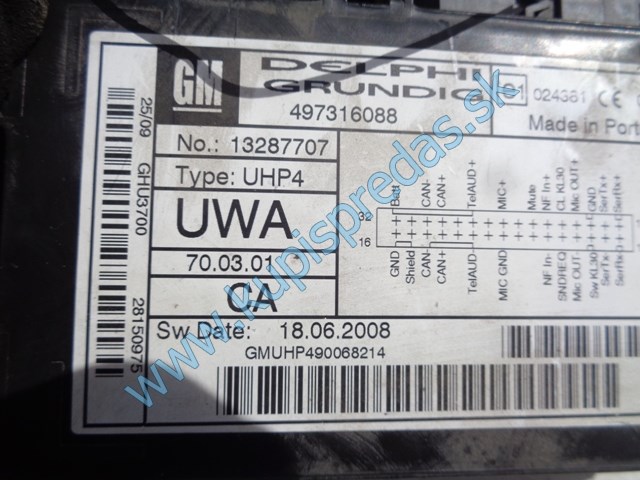 GM
DELPHI
GRUNDIG
497316088
024361 CE
Made in Port
No.: 13287707
Type: UHP4
UWA
70.03.01
CA
Sw Date: 18.06.2008
GMUHP490068214
25/09 GHU3700 28150975
32
Batt CAN+ CAN+ TelAUD+ MIC+ Mute NF In+ CL KL30 Mic OUT+ GND SerRx+ SerTx+
16
GND Shield CAN- CAN- TelAUD- MIC GND NF In- SNDREQ Mic OUT- Sw KL30 SerRx- SerTx-
www.kupispredas.sk